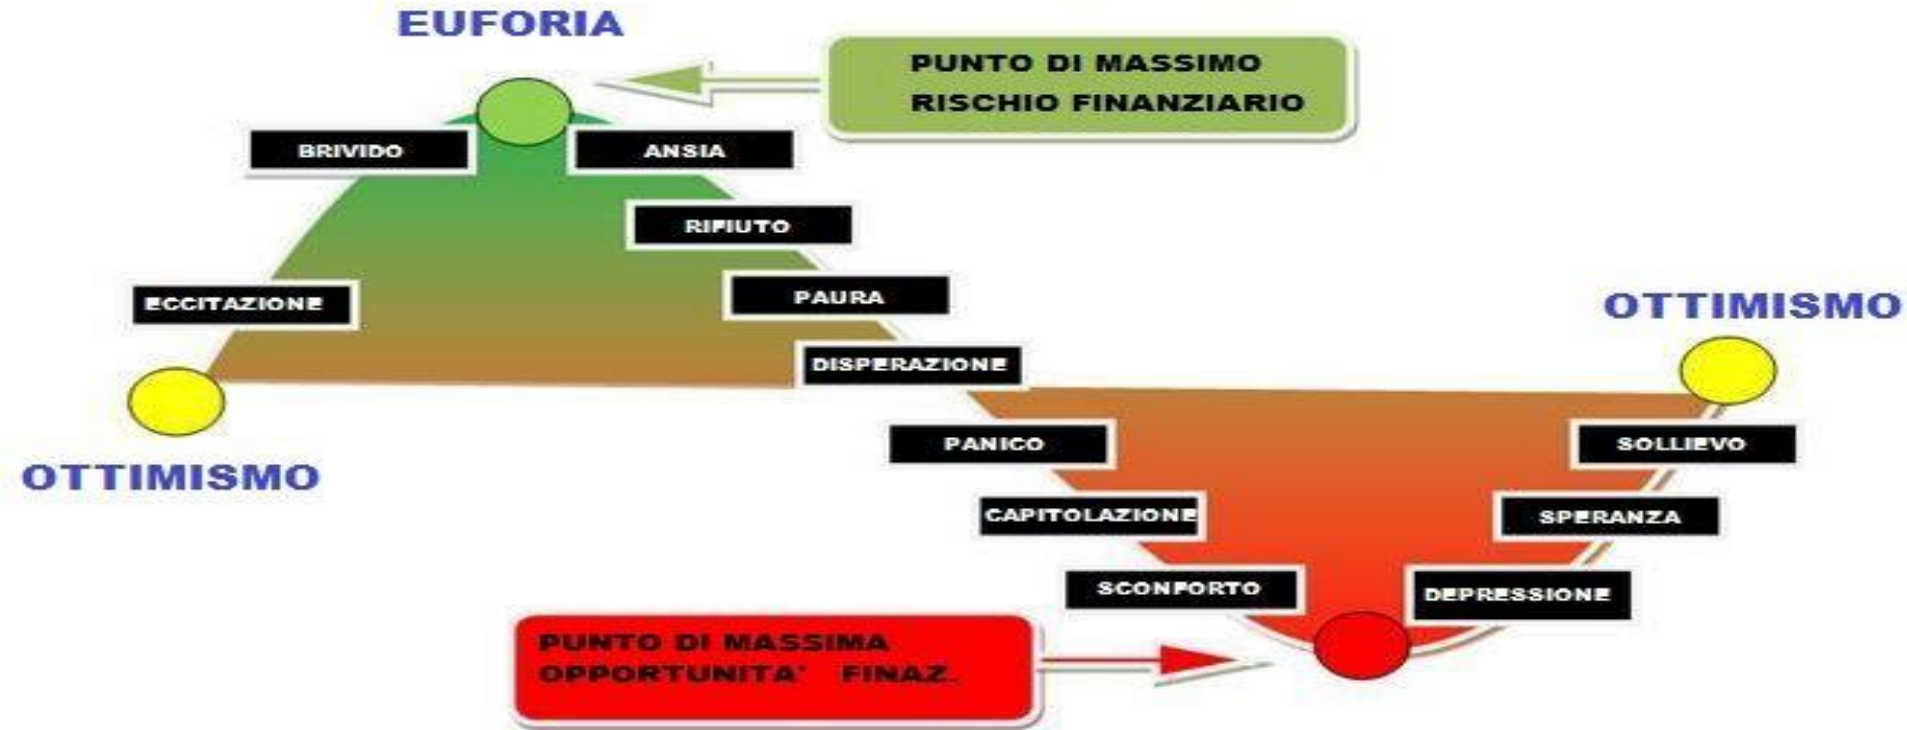 EUFORIA
PUNTO DI MASSIMO
RISCHIO FINANZIARIO
BRIVIDO
ANSIA
RIFIUTO
ECCITAZIONE
PAURA
OTTIMISMO
DISPERAZIONE
PANICO
SOLLIEVO
OTTIMISMO
CAPITOLAZIONE
SPERANZA
SCONFORTO
DEPRESSIONE
PUNTO DI MASSIMA
OPPORTUNITA' FINAZ.